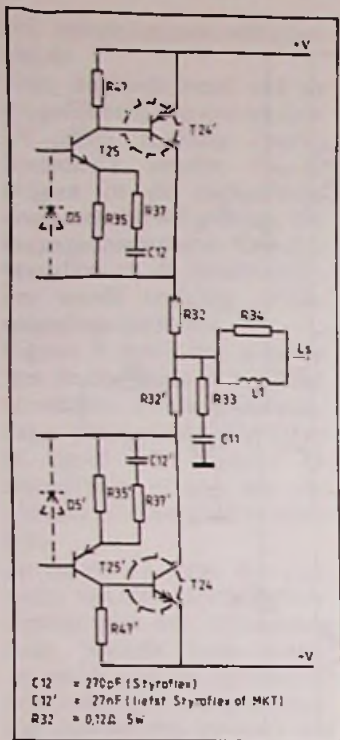 +V
R47
T24'
T25
R35
R37
D5
C12
R32
R34
Ls
L1
R32'
R33
C11
C12'
D5'
R35'
R37'
T25'
T24
R47'
÷V
C12 = 270pF (Styroflex)
C12' = 27nF (liefst Styroflex of MKT)
R32 = 0,12Ω 5w